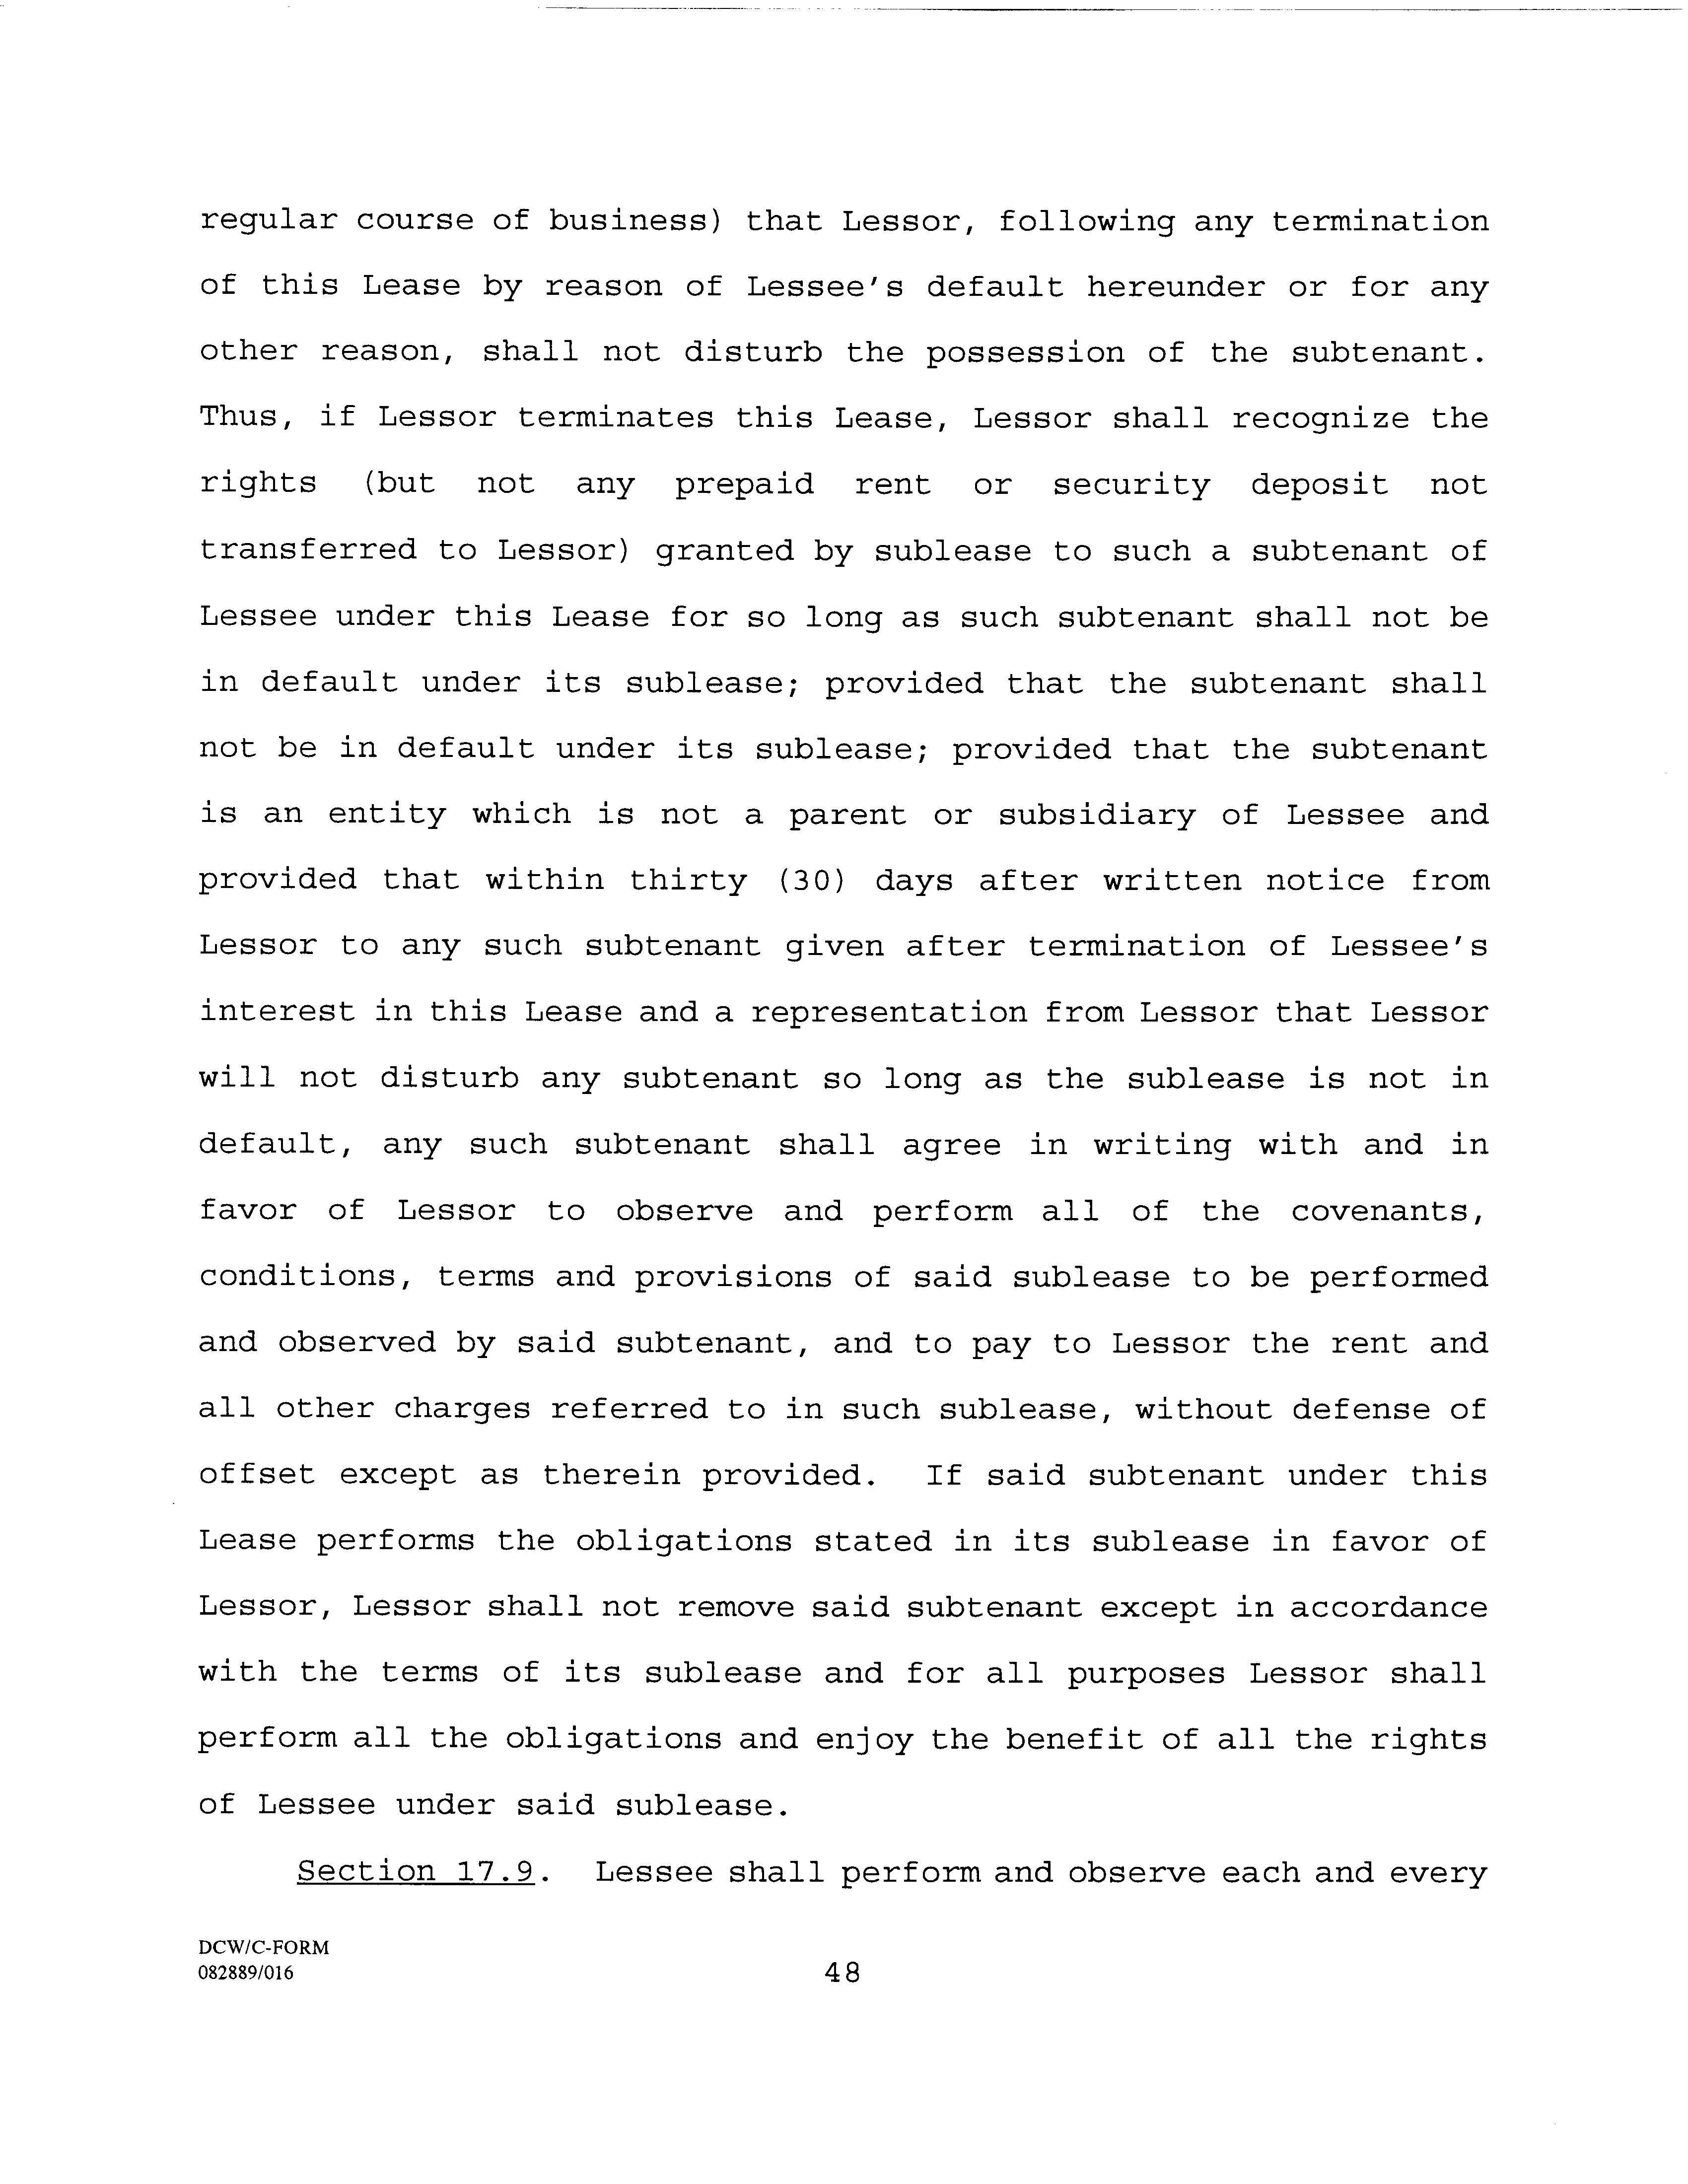 regular course of business) that Lessor, following any termination
of this Lease by reason of Lessee's default hereunder or for any
other reason, shall not disturb the possession of the subtenant.
Thus, if Lessor terminates this Lease, Lessor shall recognize the
rights (but not any prepaid rent or security deposit not
transferred to Lessor) granted by sublease to such a subtenant of
Lessee under this Lease for so long as such subtenant shall not be
in default under its sublease; provided that the subtenant shall
not be in default under its sublease; provided that the subtenant
is an entity which is not a parent or subsidiary of Lessee and
provided that within thirty (30) days after written notice from
Lessor to any such subtenant given after termination of Lessee's
interest in this Lease and a representation from Lessor that Lessor
will not disturb any subtenant so long as the sublease is not in
default, any such subtenant shall agree in writing with and in
favor of Lessor to observe and perform all of the covenants,
conditions, terms and provisions of said sublease to be performed
and observed by said subtenant, and to pay to Lessor the rent and
all other charges referred to in such sublease, without defense of
offset except as therein provided. If said subtenant under this
Lease performs the obligations stated in its sublease in favor of
Lessor, Lessor shall not remove said subtenant except in accordance
with the terms of its sublease and for all purposes Lessor shall
perform all the obligations and enjoy the benefit of all the rights
of Lessee under said sublease.
Section 17.9. Lessee shall perform and observe each and every
DCW/C-FORM
082889/016
48